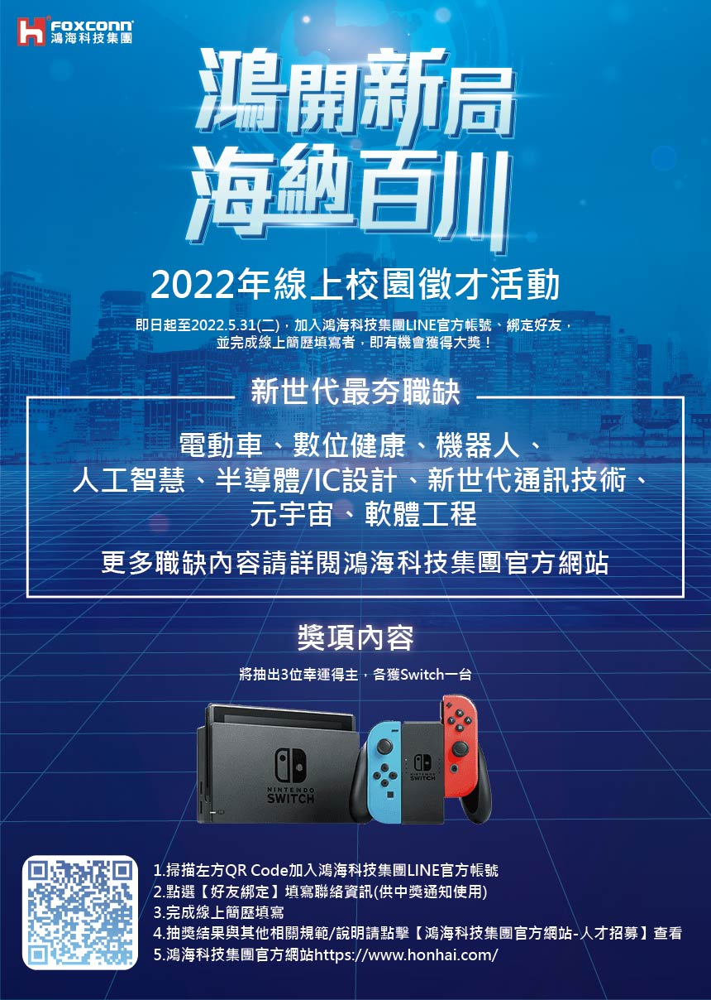 FOXCONN
鴻海科技集團
鴻開新局
海納百川
2022年線上校園徵才活動
即日起至2022.5.31(二),加入鴻海科技集團LINE官方帳號、綁定好友,
並完成線上簡歷填寫者,即有機會獲得大獎!
新世代最夯職缺
電動車、數位健康、機器人、
人工智慧、半導體/IC設計、新世代通訊技術、
元宇宙、軟體工程
更多職缺內容請詳閱鴻海科技集團官方網站
獎項內容
將抽出3位幸運得主,各獲Switch一台
NINTENDO
SWITCH
NINTENDO
SWITCH
1.掃描左方QR Code加入鴻海科技集團LINE官方帳號
2.點選【好友綁定】填寫聯絡資訊(供中獎通知使用)
3.完成線上簡歷填寫
4.抽獎結果與其他相關規範/說明請點擊【鴻海科技集團官方網站-人才招募】查看
5.鴻海科技集團官方網站https://www.honhai.com/